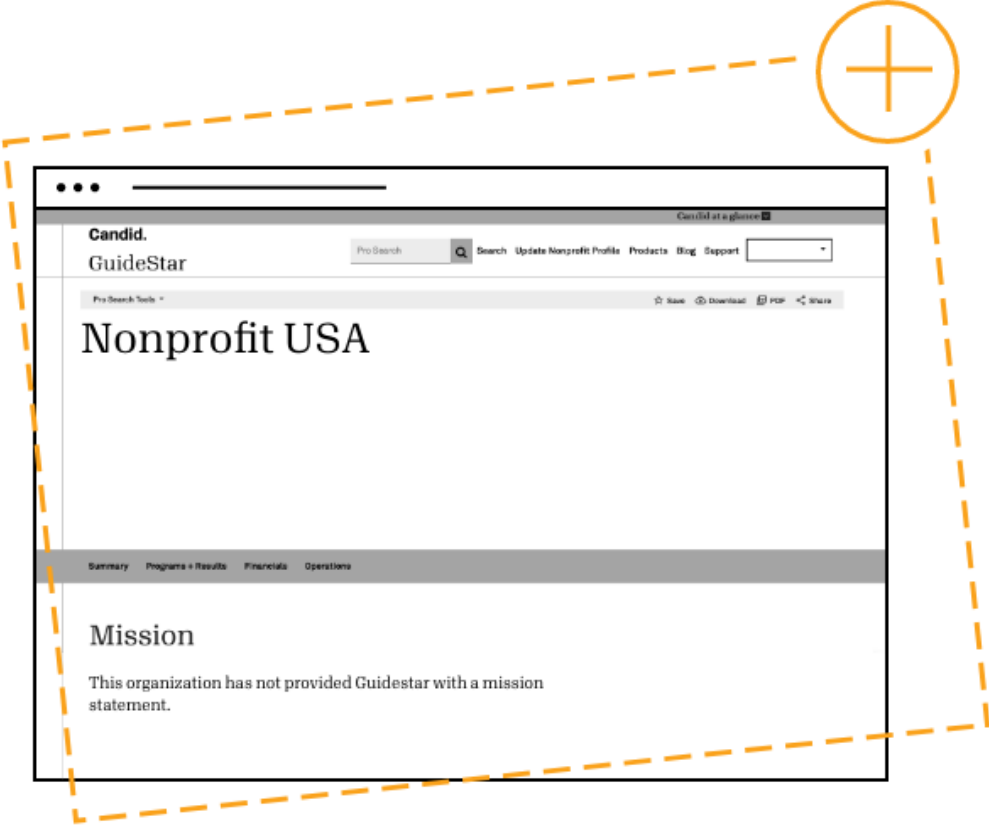 Candid at a glance
Candid.
GuideStar
Pro Search
Search Update Nonprofit Profile Products Blog Support
Pro Search Tools
Save Download PDF Share
Nonprofit USA
Summary Programs + Results Financials Operations
Mission
This organization has not provided Guidestar with a mission
statement.